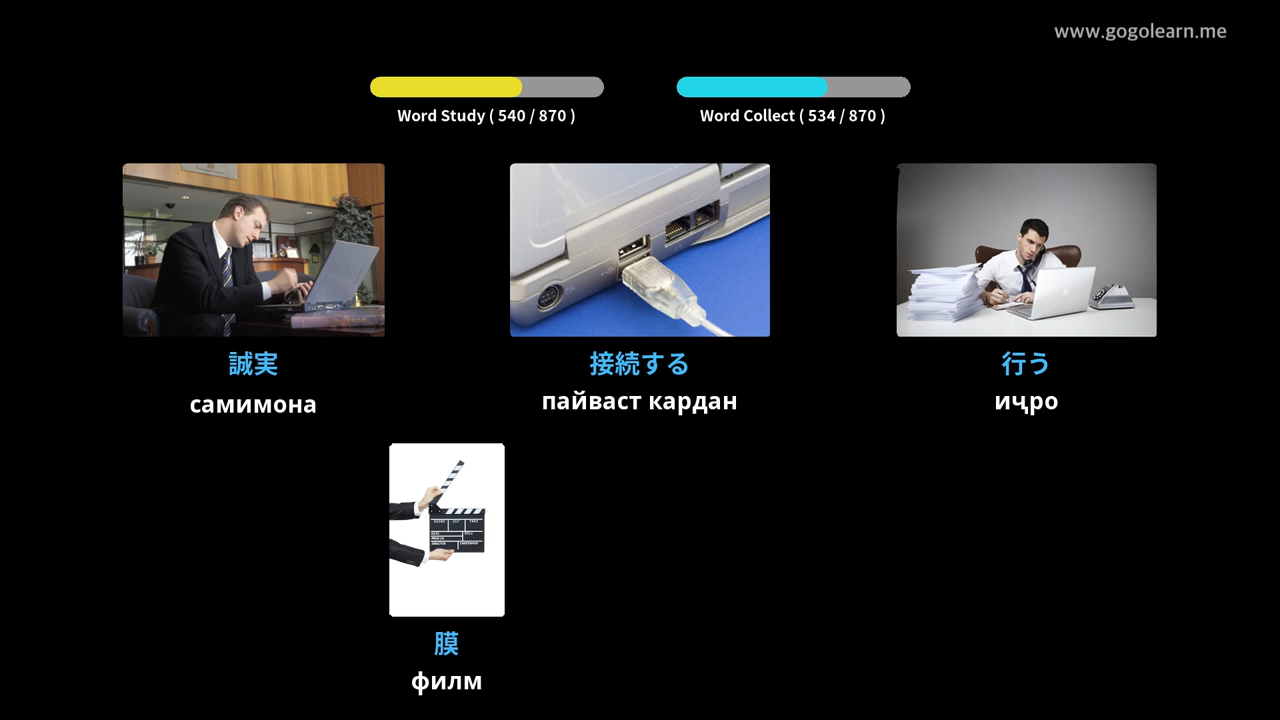 www.gogolearn.me
Word Study ( 540 / 870 )
Word Collect ( 534 / 870 )
誠実
самимона
接続する
пайваст кардан
行う
иҷро
膜
филм